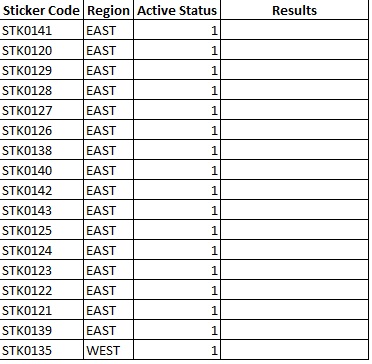 Sticker Code Region Active Status Results
STK0141 EAST 1
STK0120 EAST 1
STK0129 EAST 1
STK0128 EAST 1
STK0127 EAST 1
STK0126 EAST 1
STK0138 EAST 1
STK0140 EAST 1
STK0142 EAST 1
STK0143 EAST 1
STK0125 EAST 1
STK0124 EAST 1
STK0123 EAST 1
STK0122 EAST 1
STK0121 EAST 1
STK0139 EAST 1
STK0135 WEST 1